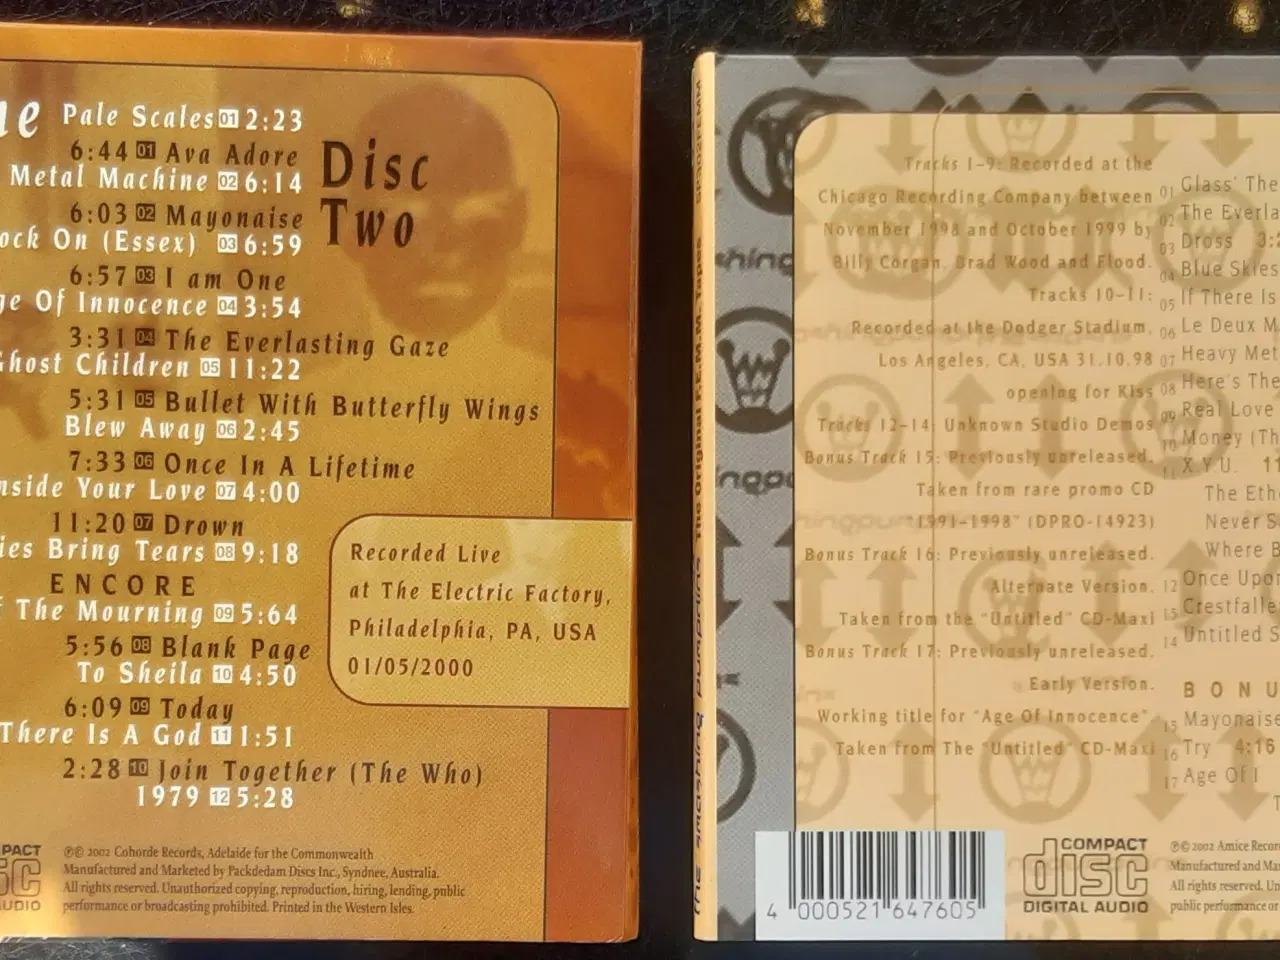 ne Pale Scales 01 2:23
6:44 01 Ava Adore
Metal Machine 02 6:14
6:03 02 Mayonaise
ock On (Essex) 03 6:59
6:57 03 I am One
ge Of Innocence 04 3:54
3:31 04 The Everlasting Gaze
Ghost Children 05 11:22
5:31 05 Bullet With Butterfly Wings
Blew Away 06 2:45
7:33 06 Once In A Lifetime
nside Your Love 07 4:00
11:20 07 Drown
ies Bring Tears 08 9:18
ENCORE
f The Mourning 09 5:64
5:56 08 Blank Page
To Sheila 10 4:50
6:09 09 Today
There Is A God 11 1:51
2:28 10 Join Together (The Who)
1979 12 5:28
Disc
Two
Recorded Live
at The Electric Factory,
Philadelphia, PA, USA
01/05/2000
PACT
AUDIO
℗© 2002 Cohorde Records, Adelaide for the Commonwealth
Manufactured and Marketed by Packdedam Discs Inc., Syndnee, Australia.
All rights reserved. Unauthorized copying, reproduction, hiring, lending, public
performance or broadcasting prohibited. Printed in the Western Isles.
the smashing pumpkins The Original F.E.M.M. Tapes SP302FEMM
Tracks 1-9: Recorded at the
Chicago Recording Company between
November 1998 and October 1999 by
Billy Corgan, Brad Wood and Flood.
Tracks 10-11:
Recorded at the Dodger Stadium,
Los Angeles, CA, USA 31.10.98
opening for Kiss
Tracks 12-14: Unknown Studio Demos
Bonus Track 15: Previously unreleased.
Taken from rare promo CD
"1991-1998" (DPRO-14923)
Bonus Track 16: Previously unreleased.
Alternate Version.
Taken from the "Untitled" CD-Maxi
Bonus Track 17: Previously unreleased.
Early Version.
Working title for "Age Of Innocence".
Taken from The "Untitled" CD-Maxi
01 Glass' The
02 The Everla
03 Dross 3:2
04 Blue Skies
05 If There Is
06 Le Deux M
07 Heavy Met
08 Here's The
09 Real Love
10 Money (Th
11 X.Y.U. 11
The Eth
Never S
Where B
12 Once Upon
13 Crestfalle
14 Untitled S
BONU
15 Mayonaise
16 Try 4:16
17 Age Of I
T
4 000521 647605
COMPACT
disc
DIGITAL AUDIO
℗© 2002 Amice Recor
Manufactured and Ma
All rights reserved. Un
public performance or